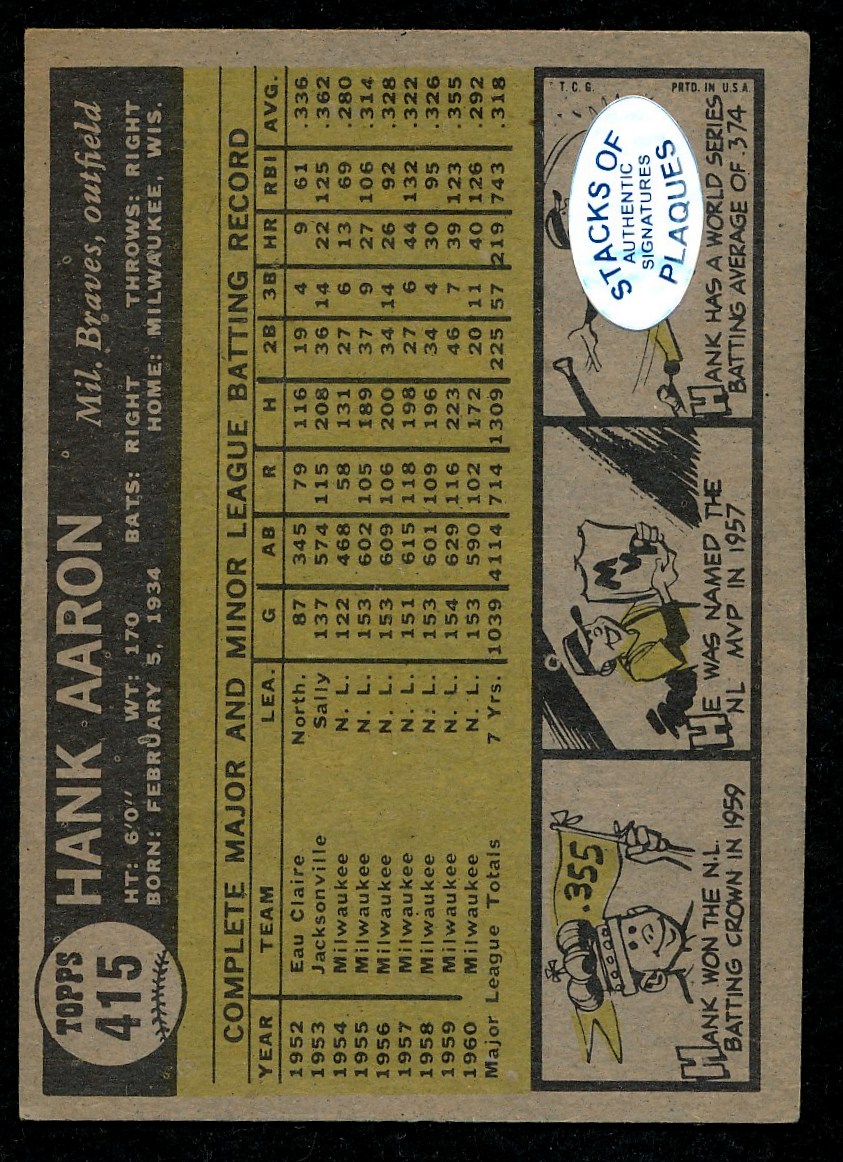 TOPPS
415
HANK AARON Mil. Braves, outfield
HT: 6'0" WT: 170 BATS: RIGHT THROWS: RIGHT
BORN: FEBRUARY 5, 1934 HOME: MILWAUKEE, WIS.
COMPLETE MAJOR AND MINOR LEAGUE BATTING RECORD
YEAR TEAM LEA. G AB R H 2B 3B HR RBI AVG.
1952 Eau Claire North. 87 345 79 116 19 4 9 61 .336
1953 Jacksonville Sally 137 574 115 208 36 14 22 125 .362
1954 Milwaukee N. L. 122 468 58 131 27 6 13 69 .280
1955 Milwaukee N. L. 153 602 105 189 37 9 27 106 .314
1956 Milwaukee N. L. 153 609 106 200 34 14 26 92 .328
1957 Milwaukee N. L. 151 615 118 198 27 6 44 132 .322
1958 Milwaukee N. L. 153 601 109 196 34 4 30 95 .326
1959 Milwaukee N. L. 154 629 116 223 46 7 39 123 .355
1960 Milwaukee N. L. 153 590 102 172 20 11 40 126 .292
Major League Totals 7 Yrs. 1039 4114 714 1309 225 57 219 743 .318
.355
HANK WON THE N.L.
BATTING CROWN IN 1959
MVP
HE WAS NAMED THE
NL MVP IN 1957
T.C.G. PRTD. IN U.S.A.
STACKS OF
AUTHENTIC
SIGNATURES
PLAQUES
HANK HAS A WORLD SERIES
BATTING AVERAGE OF .374